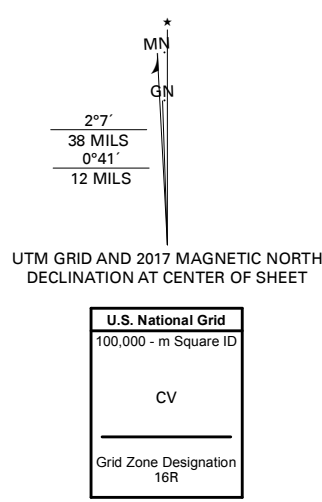 ★
MN
GN
2°7´
38 MILS
0°41´
12 MILS
UTM GRID AND 2017 MAGNETIC NORTH
DECLINATION AT CENTER OF SHEET
U.S. National Grid
100,000 - m Square ID
CV
Grid Zone Designation
16R